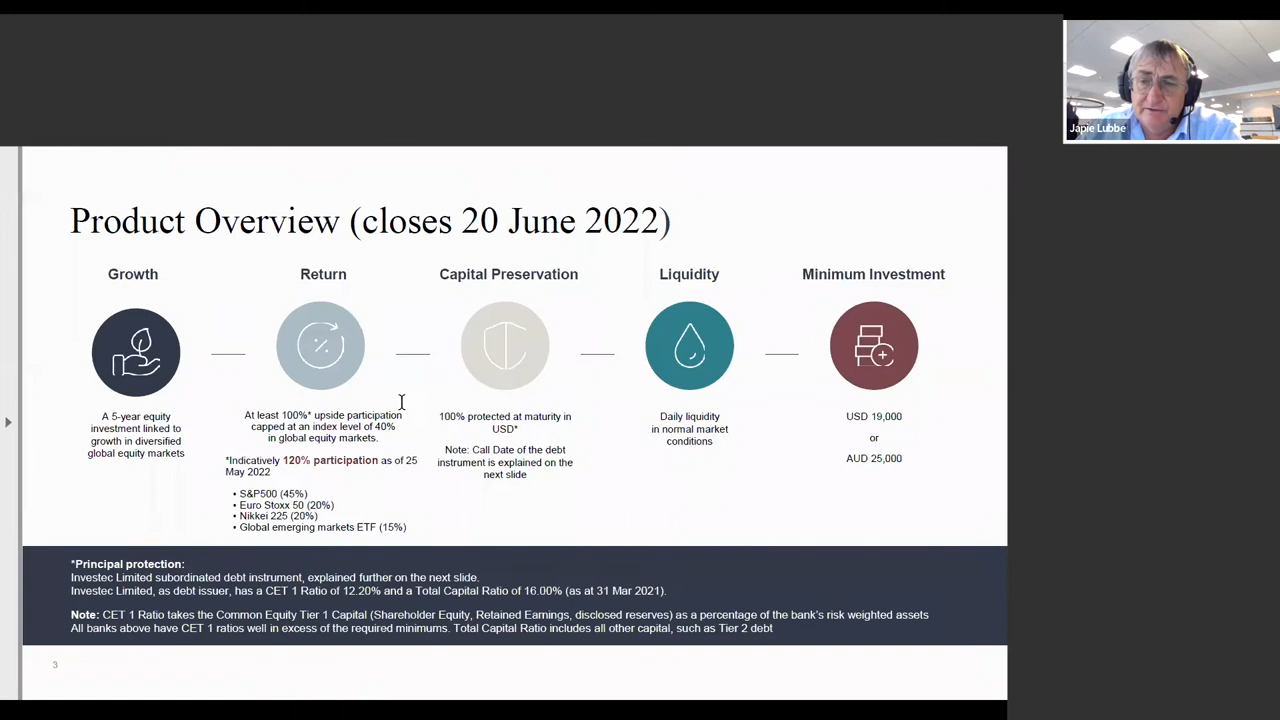 Japie Lubbe
Product Overview (closes 20 June 2022)
Growth
A 5-year equity
investment linked to
growth in diversified
global equity markets
Return
At least 100%* upside participation
capped at an index level of 40%
in global equity markets.
*Indicatively 120% participation as of 25
May 2022
• S&P500 (45%)
• Euro Stoxx 50 (20%)
• Nikkei 225 (20%)
• Global emerging markets ETF (15%)
Capital Preservation
100% protected at maturity in
USD*
Note: Call Date of the debt
instrument is explained on the
next slide
Liquidity
Daily liquidity
in normal market
conditions
Minimum Investment
USD 19,000
or
AUD 25,000
*Principal protection:
Investec Limited subordinated debt instrument, explained further on the next slide.
Investec Limited, as debt issuer, has a CET 1 Ratio of 12.20% and a Total Capital Ratio of 16.00% (as at 31 Mar 2021).
Note: CET 1 Ratio takes the Common Equity Tier 1 Capital (Shareholder Equity, Retained Earnings, disclosed reserves) as a percentage of the bank's risk weighted assets
All banks above have CET 1 ratios well in excess of the required minimums. Total Capital Ratio includes all other capital, such as Tier 2 debt
3